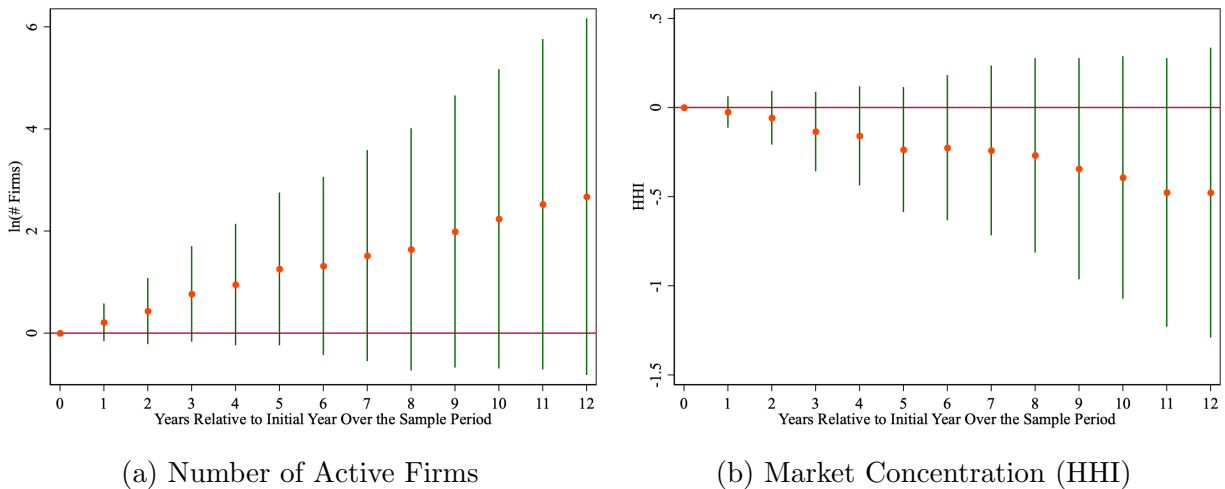 6
4
2
0
ln(# Firms)
0 1 2 3 4 5 6 7 8 9 10 11 12
Years Relative to Initial Year Over the Sample Period
(a) Number of Active Firms
.5
0
-.5
-1
-1.5
HHI
0 1 2 3 4 5 6 7 8 9 10 11 12
Years Relative to Initial Year Over the Sample Period
(b) Market Concentration (HHI)